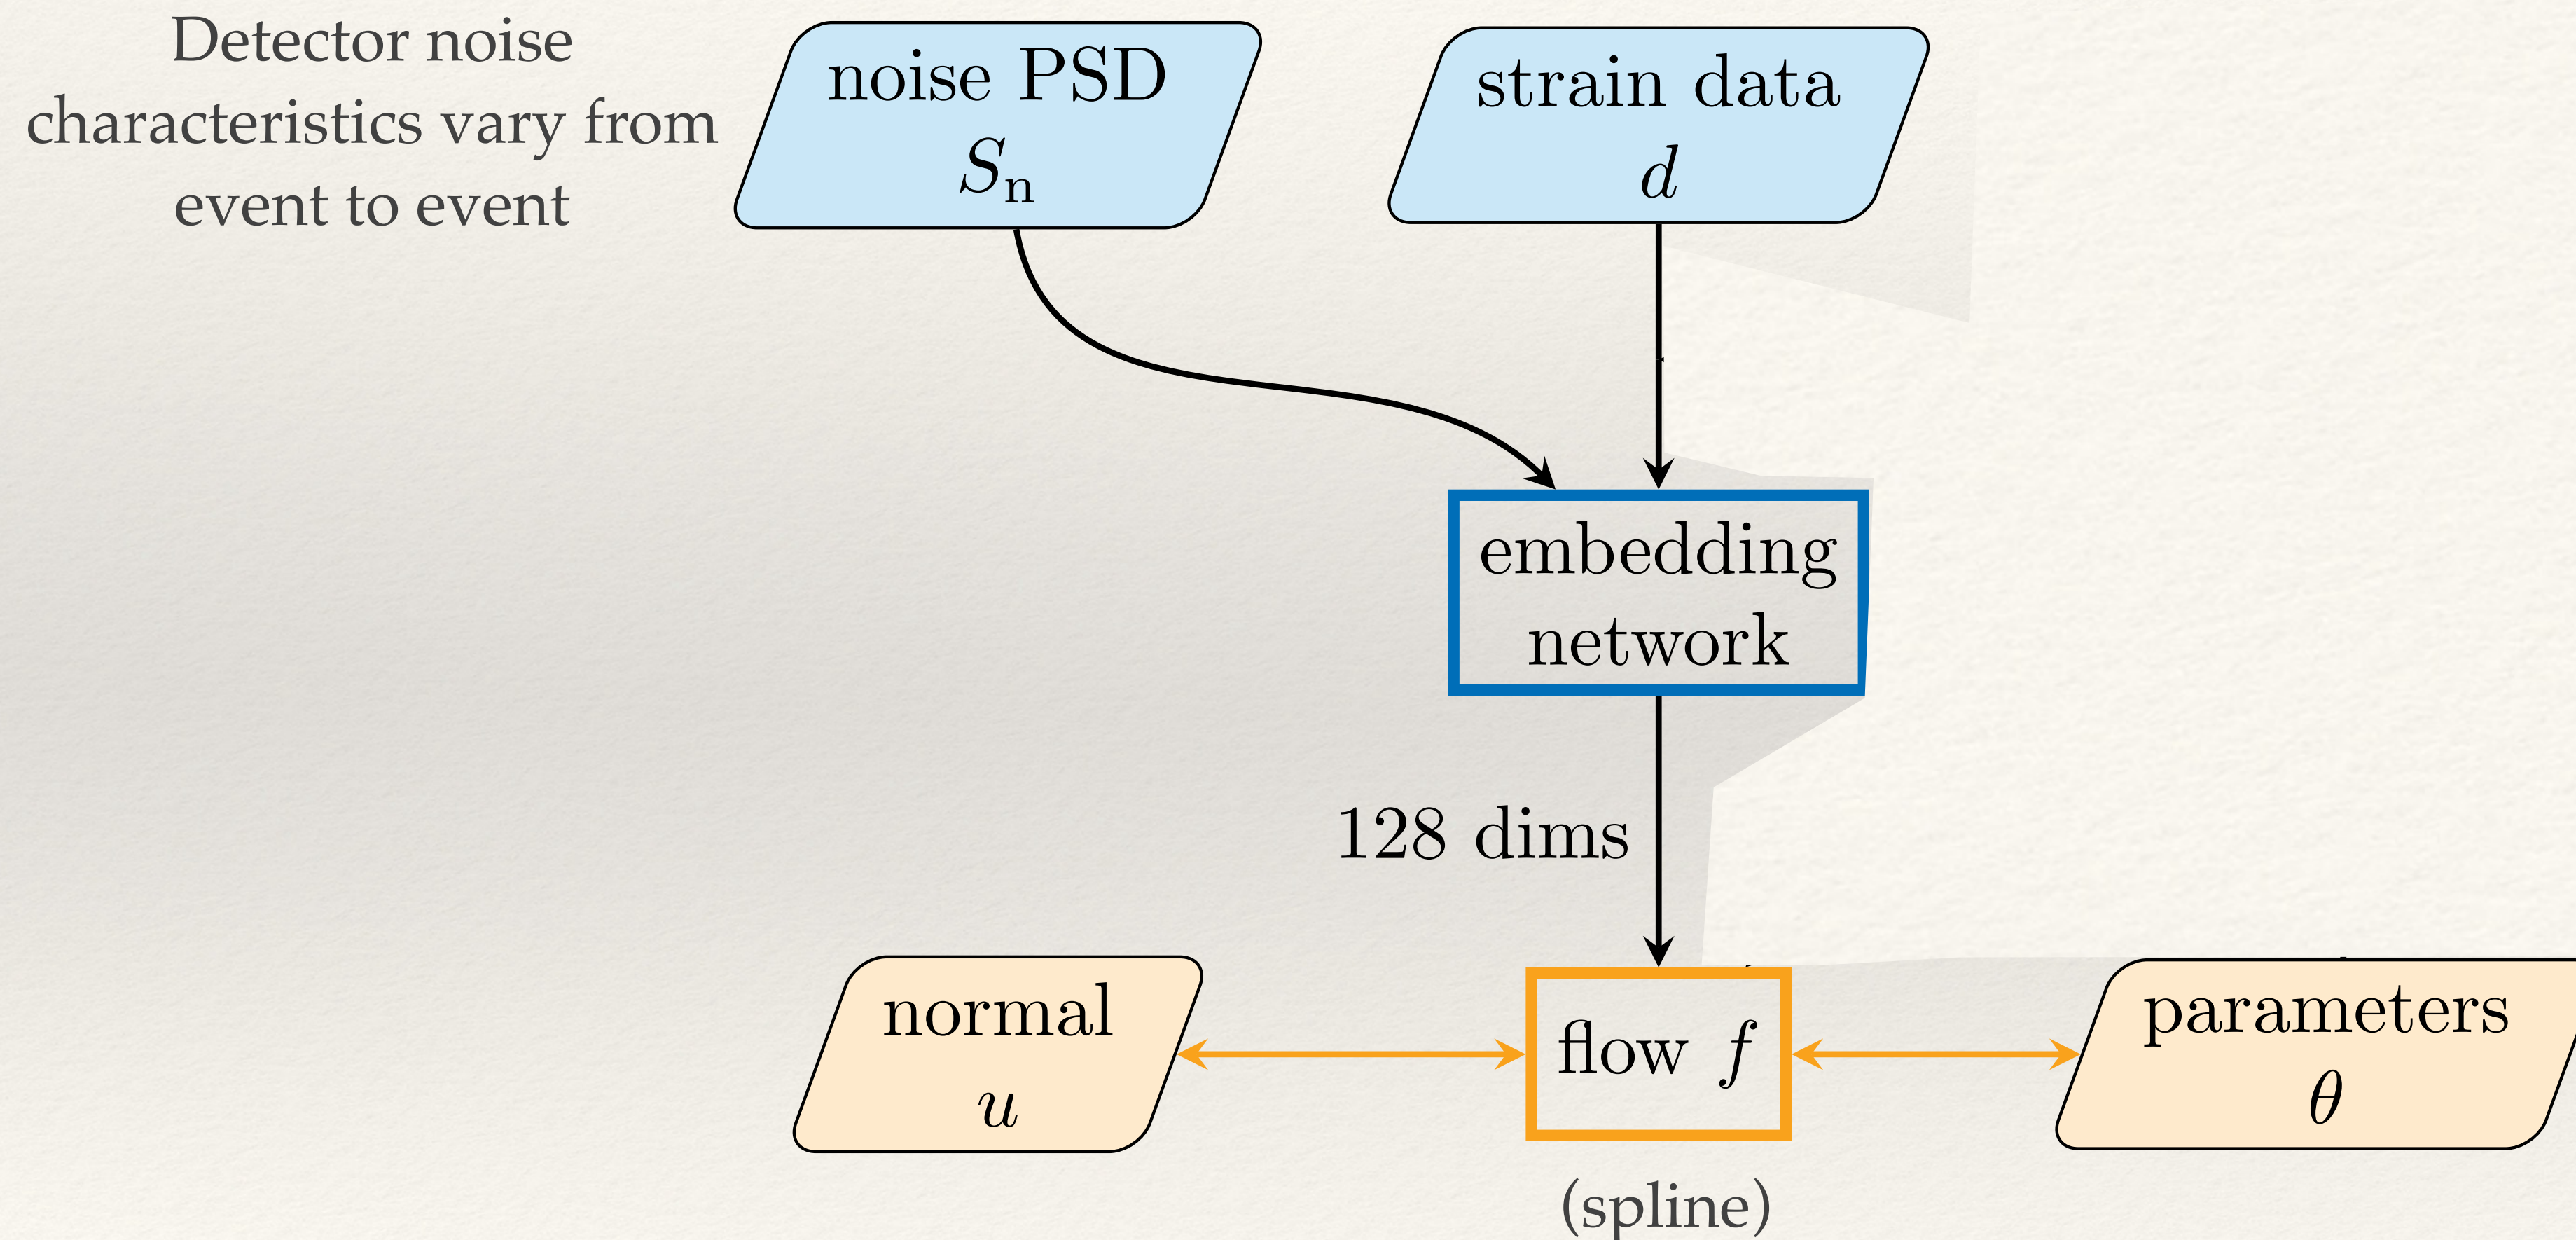 Detector noise
characteristics vary from
event to event
noise PSD
Sₙ
strain data
d
embedding
network
128 dims
normal
u
flow f
parameters
θ
(spline)